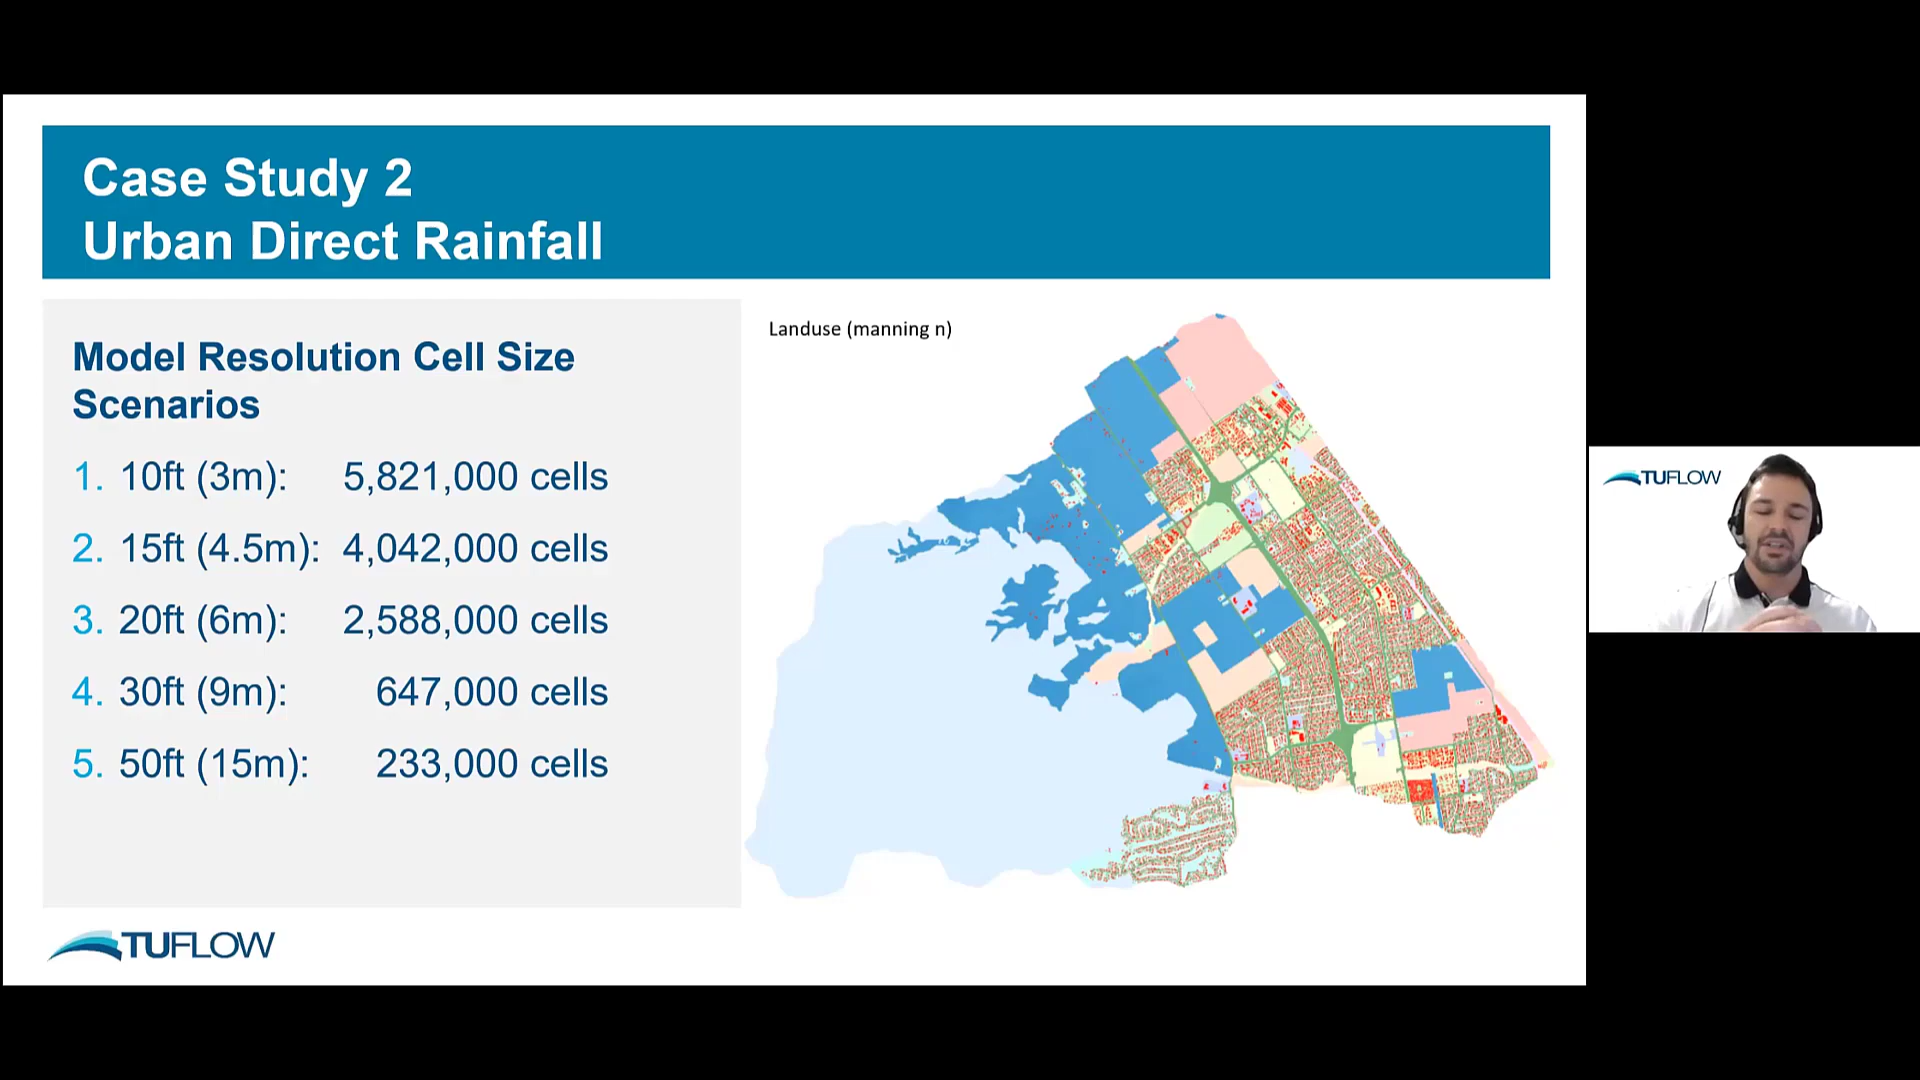 Case Study 2
Urban Direct Rainfall
Model Resolution Cell Size
Scenarios
1. 10ft (3m): 5,821,000 cells
2. 15ft (4.5m): 4,042,000 cells
3. 20ft (6m): 2,588,000 cells
4. 30ft (9m): 647,000 cells
5. 50ft (15m): 233,000 cells
Landuse (manning n)
TUFLOW
TUFLOW